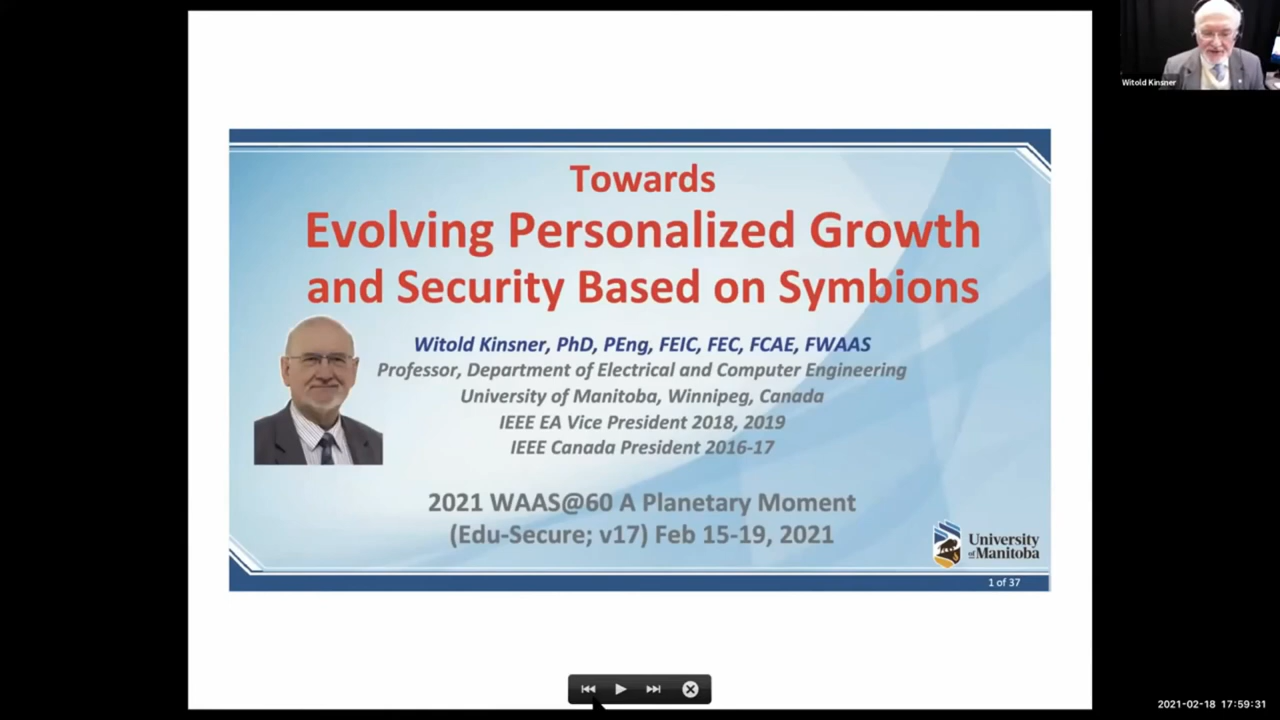 Witold Kinsner
Towards
Evolving Personalized Growth
and Security Based on Symbions
Witold Kinsner, PhD, PEng, FEIC, FEC, FCAE, FWAAS
Professor, Department of Electrical and Computer Engineering
University of Manitoba, Winnipeg, Canada
IEEE EA Vice President 2018, 2019
IEEE Canada President 2016-17
2021 WAAS@60 A Planetary Moment
(Edu-Secure; v17) Feb 15-19, 2021
University
of Manitoba
1 of 37
2021-02-18 17:59:31